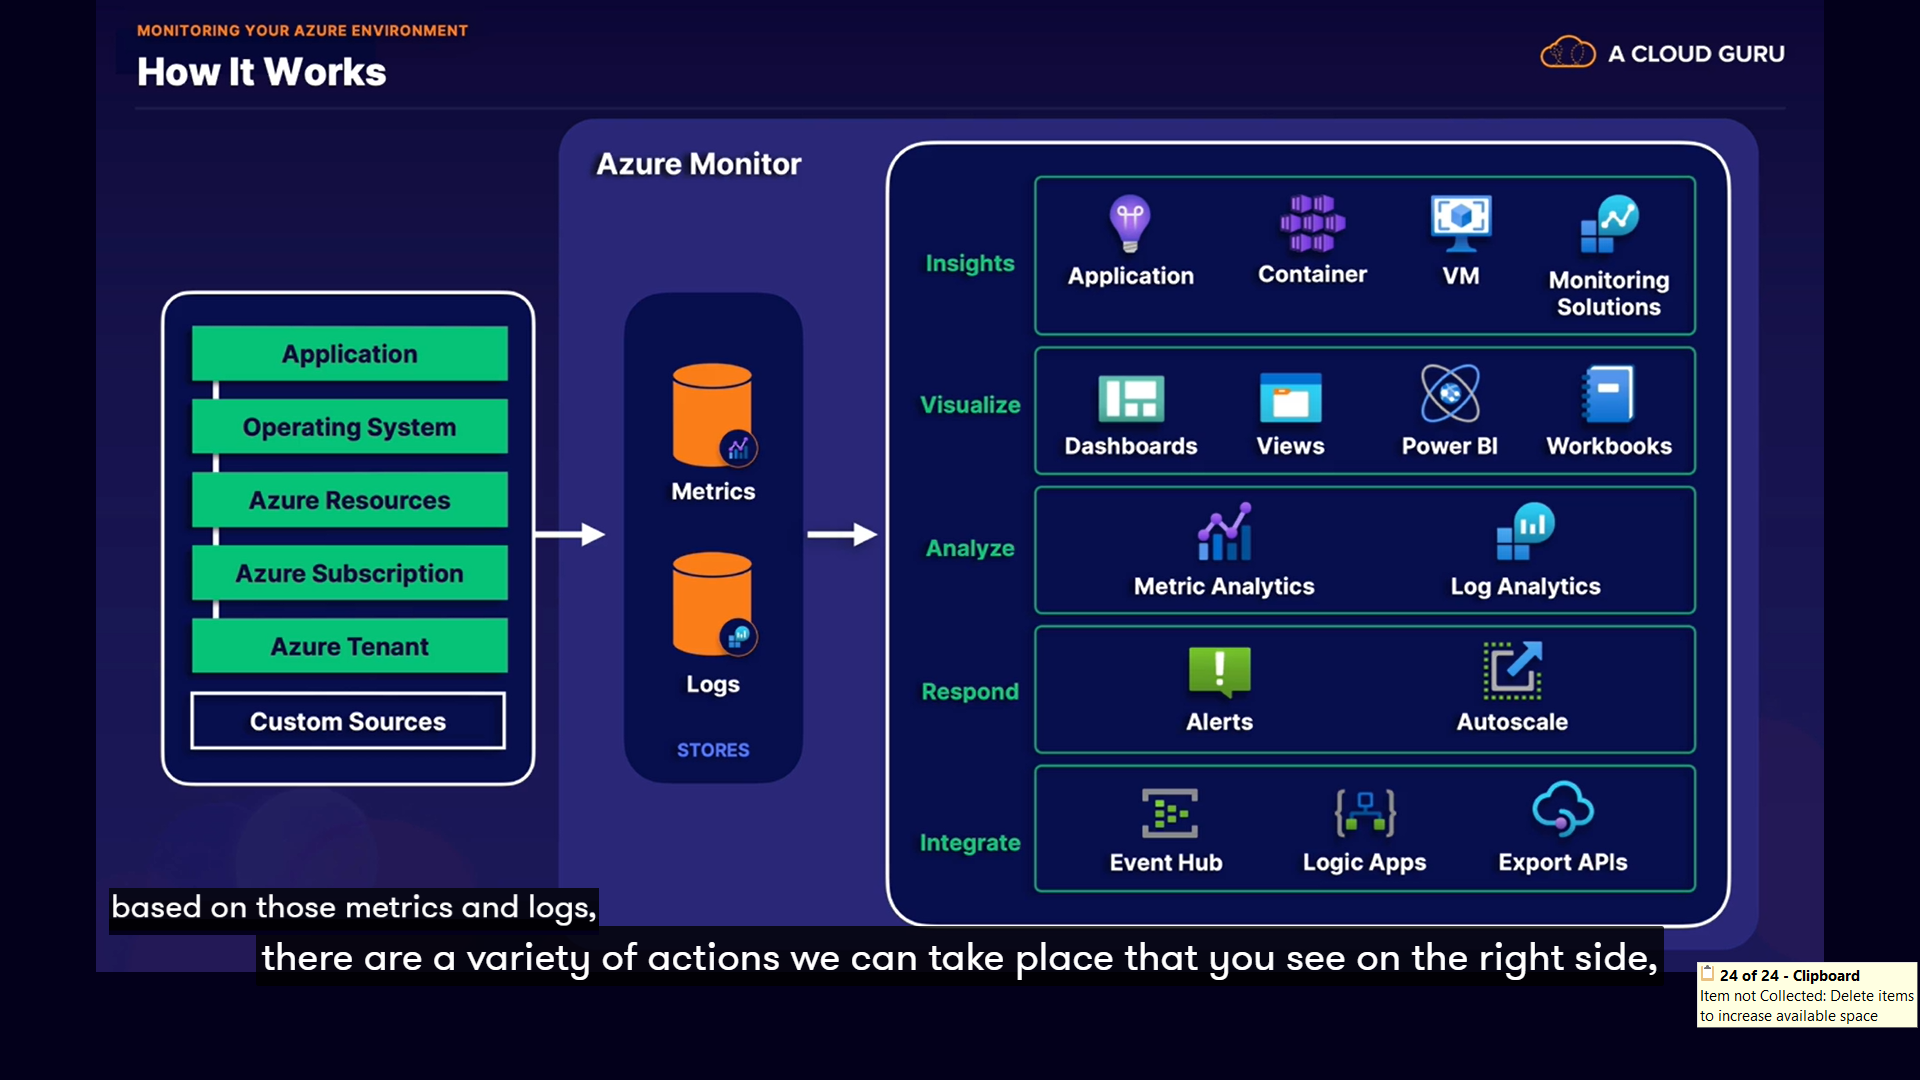 MONITORING YOUR AZURE ENVIRONMENT
How It Works
A CLOUD GURU
Application
Operating System
Azure Resources
Azure Subscription
Azure Tenant
Custom Sources
Azure Monitor
Metrics
Logs
STORES
Insights
Application
Container
VM
Monitoring
Solutions
Visualize
Dashboards
Views
Power BI
Workbooks
Analyze
Metric Analytics
Log Analytics
Respond
Alerts
Autoscale
Integrate
Event Hub
Logic Apps
Export APIs
based on those metrics and logs,
there are a variety of actions we can take place that you see on the right side,
24 of 24 - Clipboard
Item not Collected: Delete items
to increase available space